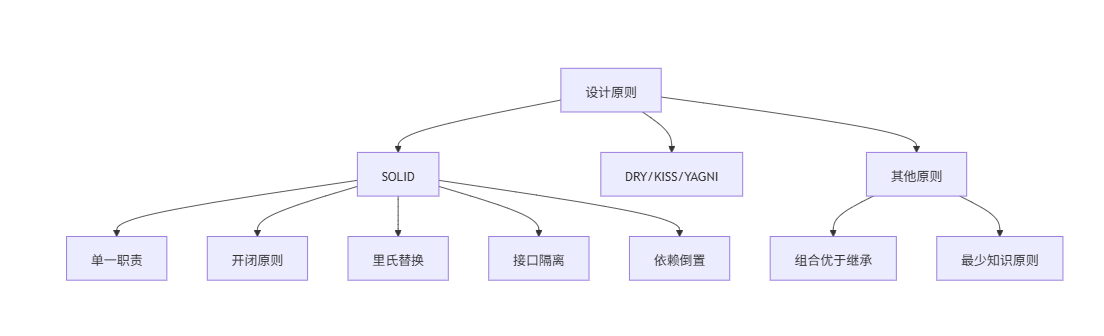 设计原则
SOLID
DRY/KISS/YAGNI
其他原则
单一职责
开闭原则
里氏替换
接口隔离
依赖倒置
组合优于继承
最少知识原则